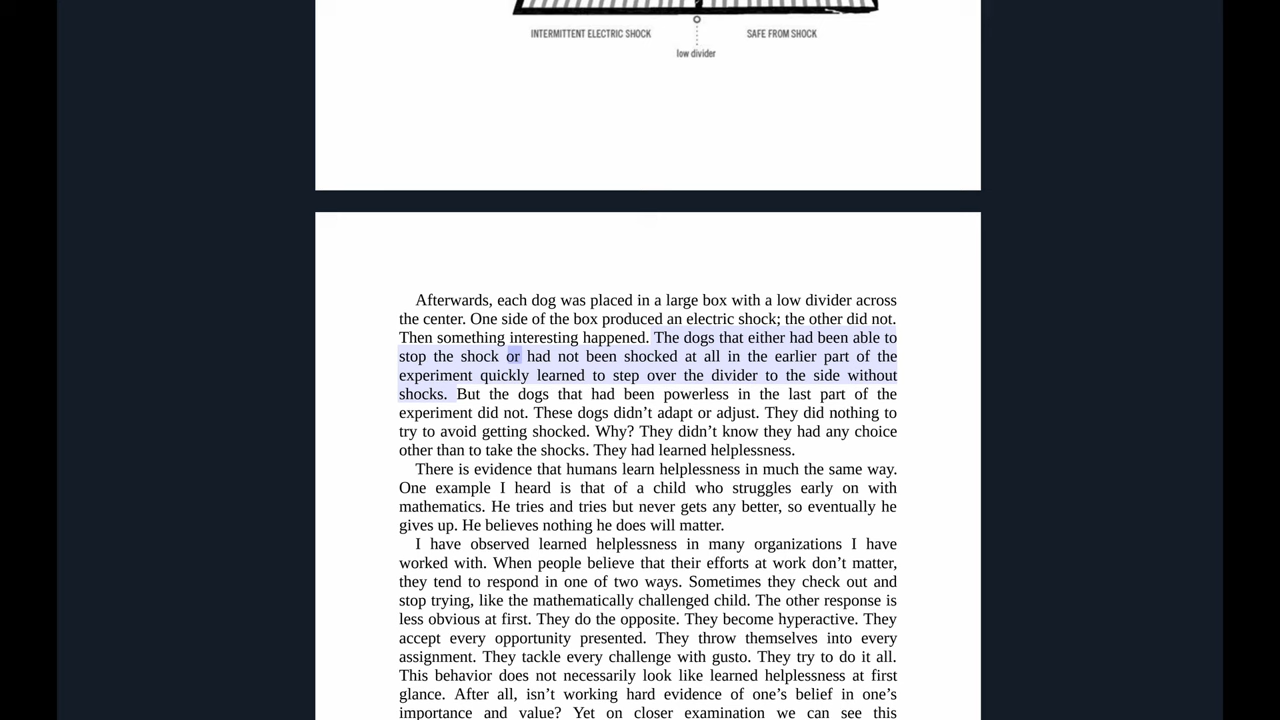 INTERMITTENT ELECTRIC SHOCK SAFE FROM SHOCK
low divider
Afterwards, each dog was placed in a large box with a low divider across
the center. One side of the box produced an electric shock; the other did not.
Then something interesting happened. The dogs that either had been able to
stop the shock or had not been shocked at all in the earlier part of the
experiment quickly learned to step over the divider to the side without
shocks. But the dogs that had been powerless in the last part of the
experiment did not. These dogs didn’t adapt or adjust. They did nothing to
try to avoid getting shocked. Why? They didn’t know they had any choice
other than to take the shocks. They had learned helplessness.
There is evidence that humans learn helplessness in much the same way.
One example I heard is that of a child who struggles early on with
mathematics. He tries and tries but never gets any better, so eventually he
gives up. He believes nothing he does will matter.
I have observed learned helplessness in many organizations I have
worked with. When people believe that their efforts at work don’t matter,
they tend to respond in one of two ways. Sometimes they check out and
stop trying, like the mathematically challenged child. The other response is
less obvious at first. They do the opposite. They become hyperactive. They
accept every opportunity presented. They throw themselves into every
assignment. They tackle every challenge with gusto. They try to do it all.
This behavior does not necessarily look like learned helplessness at first
glance. After all, isn’t working hard evidence of one’s belief in one’s
importance and value? Yet on closer examination we can see this